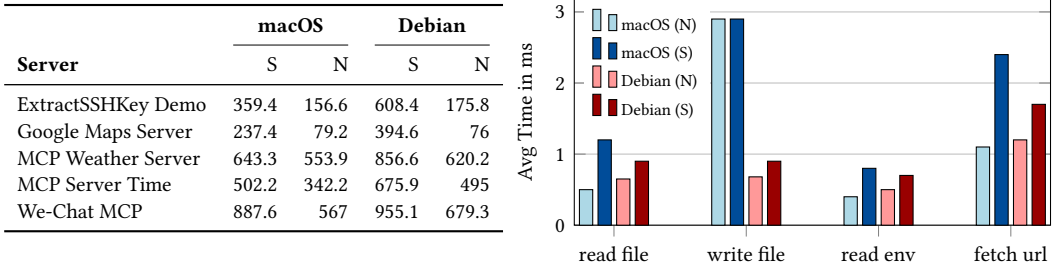 macOS Debian
Server S N S N
ExtractSSHKey Demo 359.4 156.6 608.4 175.8
Google Maps Server 237.4 79.2 394.6 76
MCP Weather Server 643.3 553.9 856.6 620.2
MCP Server Time 502.2 342.2 675.9 495
We-Chat MCP 887.6 567 955.1 679.3
Avg Time in ms
3
2
1
0
macOS (N)
macOS (S)
Debian (N)
Debian (S)
read file write file read env fetch url